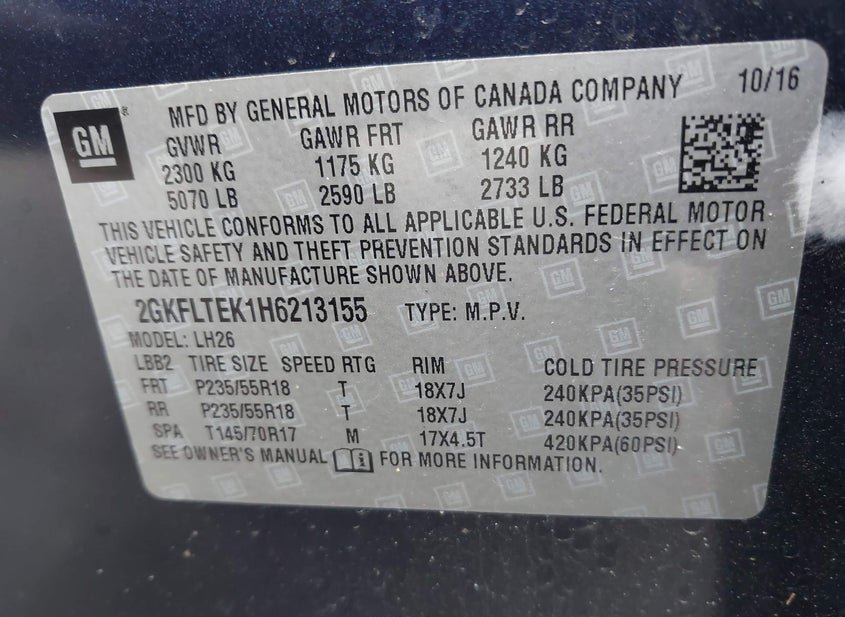 MFD BY GENERAL MOTORS OF CANADA COMPANY 10/16
GM
GVWR GAWR FRT GAWR RR
2300 KG 1175 KG 1240 KG
5070 LB 2590 LB 2733 LB
THIS VEHICLE CONFORMS TO ALL APPLICABLE U.S. FEDERAL MOTOR
VEHICLE SAFETY AND THEFT PREVENTION STANDARDS IN EFFECT ON
THE DATE OF MANUFACTURE SHOWN ABOVE.
2GKFLTEK1H6213155 TYPE: M.P.V.
MODEL: LH26
LBB2 TIRE SIZE SPEED RTG RIM COLD TIRE PRESSURE
FRT P235/55R18 T 18X7J 240KPA(35PSI)
RR P235/55R18 T 18X7J 240KPA(35PSI)
SPA T145/70R17 M 17X4.5T 420KPA(60PSI)
SEE OWNER'S MANUAL FOR MORE INFORMATION.